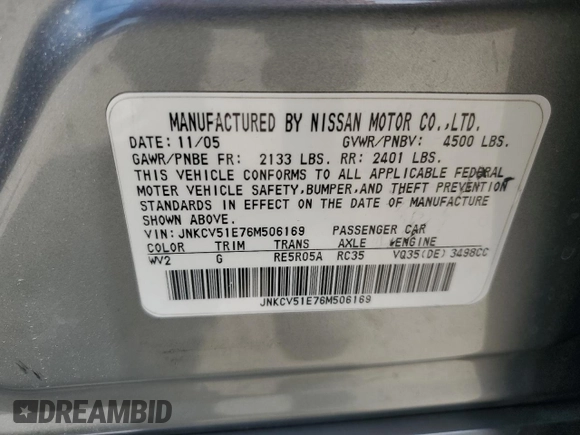 MANUFACTURED BY NISSAN MOTOR CO.,LTD.
DATE: 11/05 GVWR/PNBV: 4500 LBS.
GAWR/PNBE FR: 2133 LBS. RR: 2401 LBS.
THIS VEHICLE CONFORMS TO ALL APPLICABLE FEDERAL
MOTER VEHICLE SAFETY,BUMPER,AND THEFT PREVENTION
STANDARDS IN EFFECT ON THE DATE OF MANUFACTURE
SHOWN ABOVE.
VIN: JNKCV51E76M506169 PASSENGER CAR
COLOR TRIM TRANS AXLE ENGINE
WV2 G RE5R05A RC35 VQ35(DE) 3498CC
JNKCV51E76M506169
DREAMBID